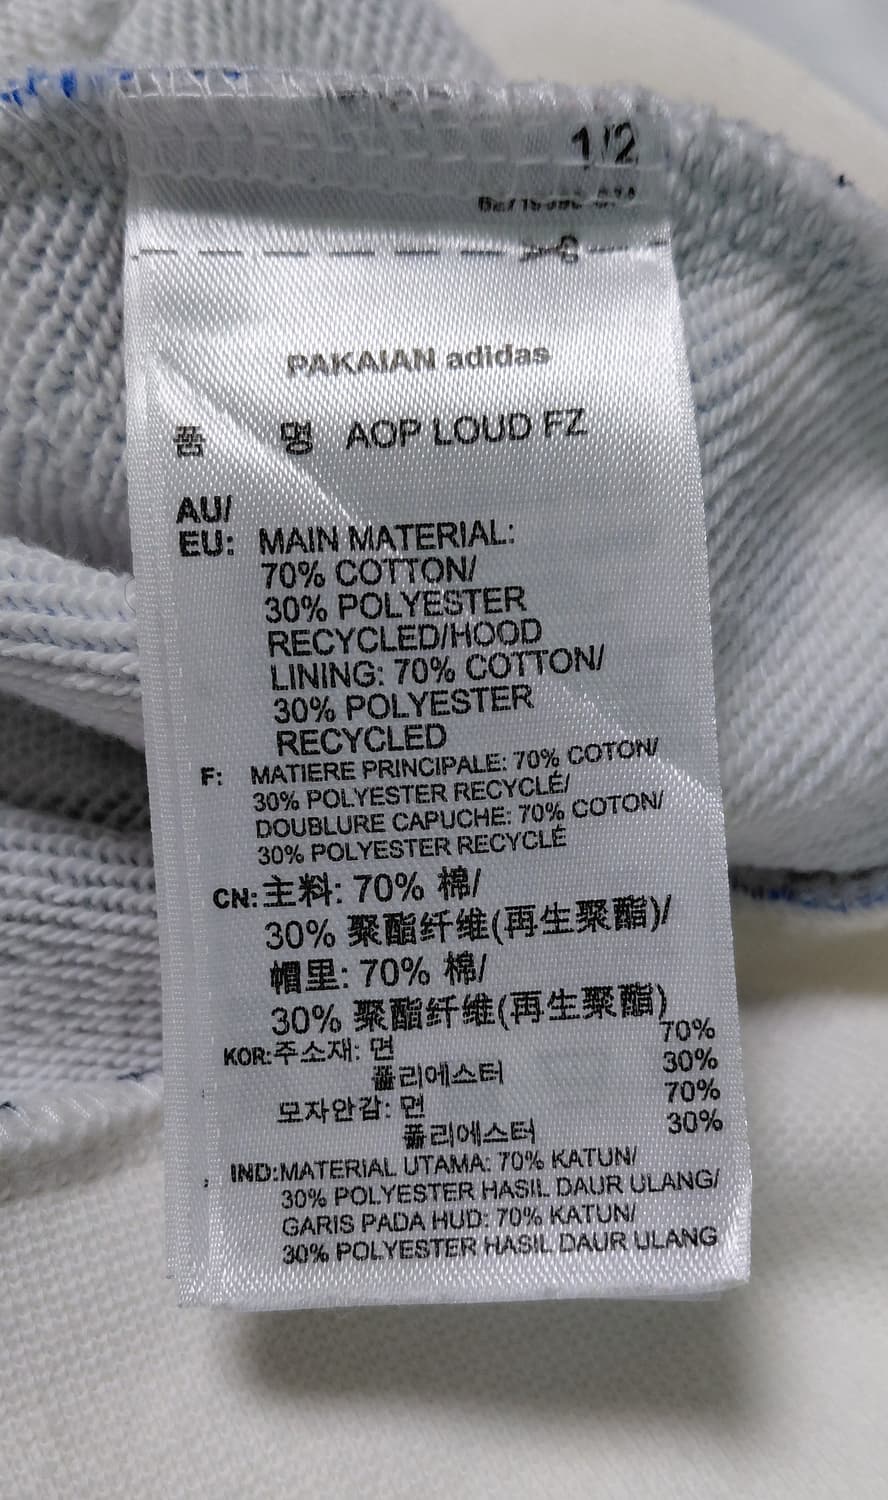 1/2
PAKAIAN adidas
품 명 AOP LOUD FZ
AU/
EU: MAIN MATERIAL:
70% COTTON/
30% POLYESTER
RECYCLED/HOOD
LINING: 70% COTTON/
30% POLYESTER
RECYCLED
F: MATIERE PRINCIPALE: 70% COTON/
30% POLYESTER RECYCLÉ/
DOUBLURE CAPUCHE: 70% COTON/
30% POLYESTER RECYCLÉ
CN: 主料: 70% 棉/
30% 聚酯纤维(再生聚酯)/
帽里: 70% 棉/
30% 聚酯纤维(再生聚酯)
KOR: 주소재: 면 70%
폴리에스터 30%
모자안감: 면 70%
폴리에스터 30%
IND: MATERIAL UTAMA: 70% KATUN/
30% POLYESTER HASIL DAUR ULANG/
GARIS PADA HUD: 70% KATUN/
30% POLYESTER HASIL DAUR ULANG